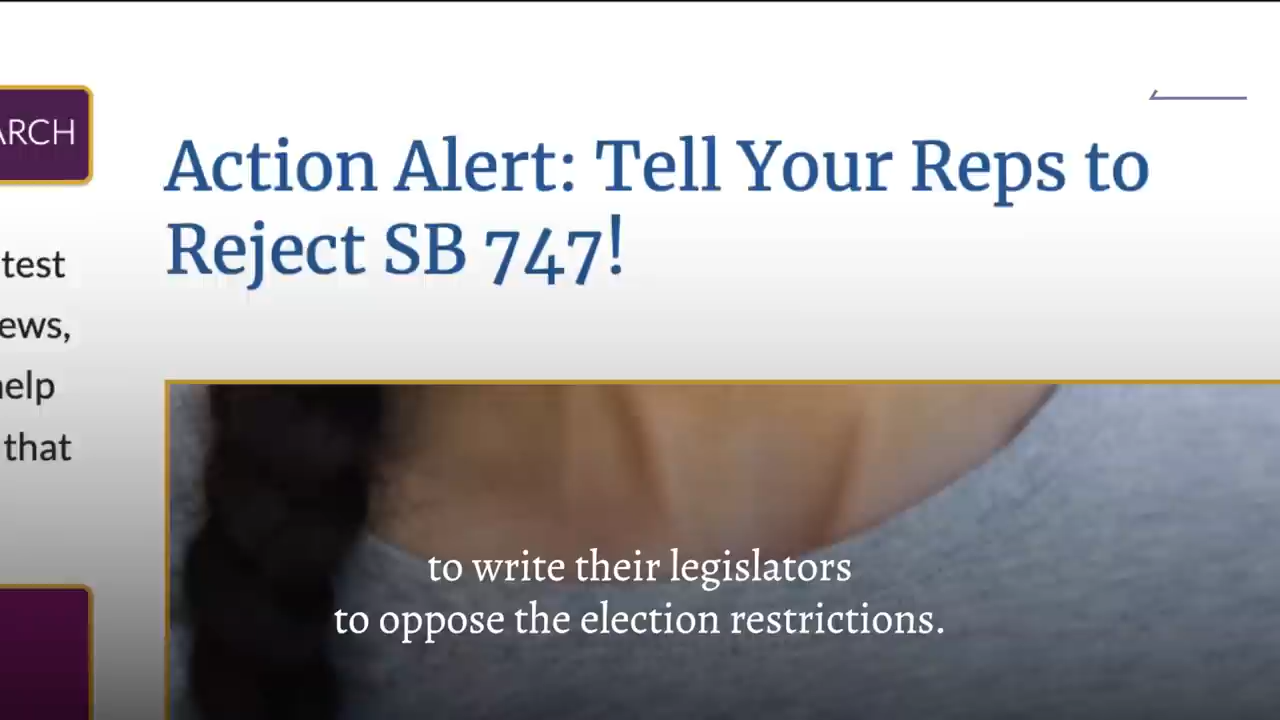 ARCH
Action Alert: Tell Your Reps to
Reject SB 747!
test
ews,
help
that
to write their legislators
to oppose the election restrictions.